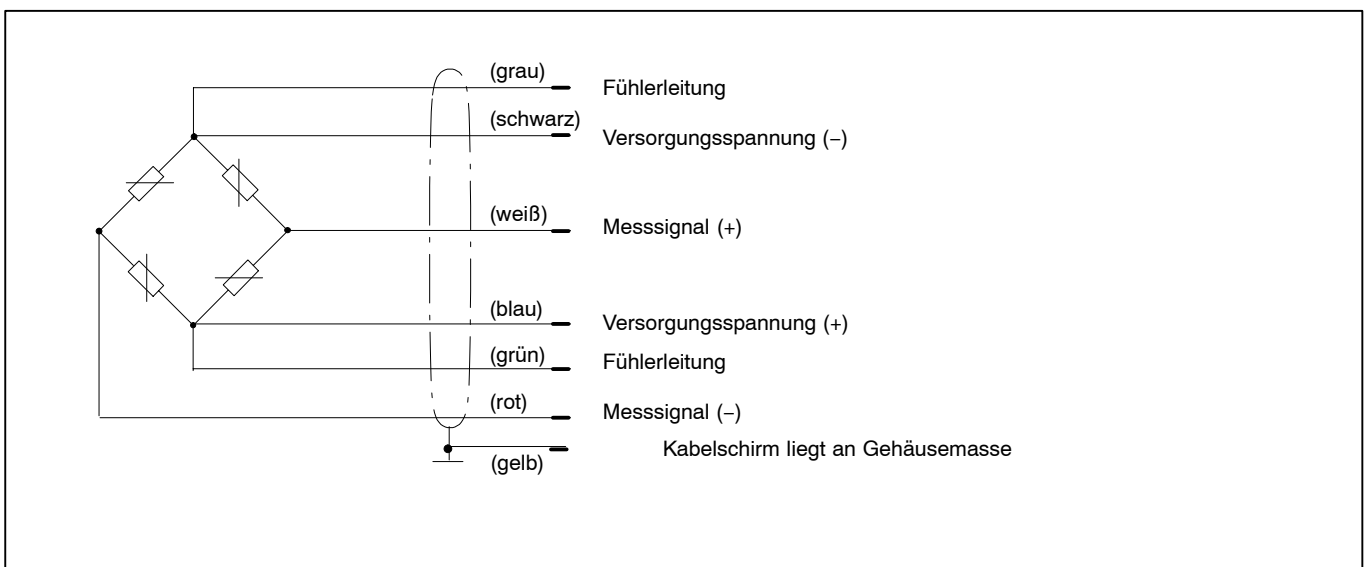 (grau) Fühlerleitung
(schwarz) Versorgungsspannung (–)
(weiß) Messsignal (+)
(blau) Versorgungsspannung (+)
(grün) Fühlerleitung
(rot) Messsignal (–)
Kabelschirm liegt an Gehäusemasse
(gelb)